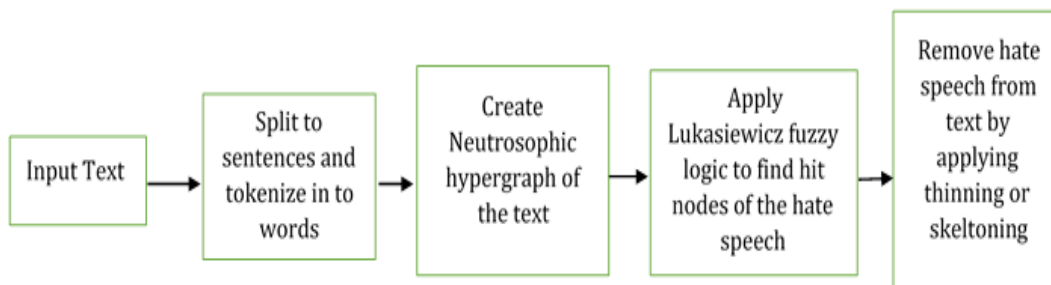 Input Text
Split to
sentences and
tokenize in to
words
Create
Neutrosophic
hypergraph of
the text
Apply
Lukasiewicz fuzzy
logic to find hit
nodes of the hate
speech
Remove hate
speech from
text by
applying
thinning or
skeltoning